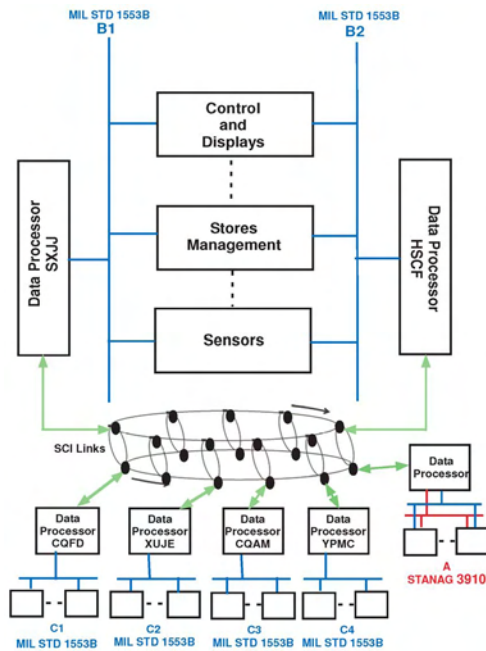 MIL STD 1553B
B1
MIL STD 1553B
B2
Control
and
Displays
Data Processor
SXJJ
Stores
Management
Data Processor
HSCF
Sensors
SCI Links
Data
Processor
Data
Processor
CQFD
Data
Processor
XUJE
Data
Processor
CQAM
Data
Processor
YPMC
A
STANAG 3910
C1
MIL STD 1553B
C2
MIL STD 1553B
C3
MIL STD 1553B
C4
MIL STD 1553B